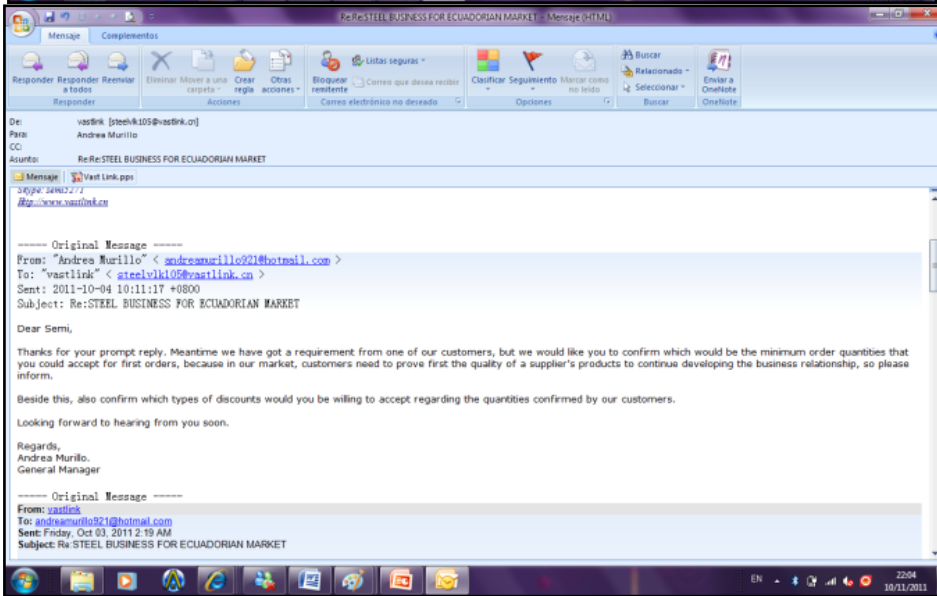 Re:Re:STEEL BUSINESS FOR ECUADORIAN MARKET - Mensaje (HTML)
Mensaje Complementos
Responder Responder a todos Reenviar Eliminar Mover a una carpeta Crear regla Otras acciones Bloquear remitente Listas seguras Correo que desea recibir Clasificar Seguimiento Marcar como no leído Buscar Relacionado Seleccionar Enviar a OneNote
Responder Acciones Correo electrónico no deseado Opciones Buscar OneNote
De: vastlink [steelvlk105@vastlink.cn]
Para: Andrea Murillo
CC:
Asunto: Re:Re:STEEL BUSINESS FOR ECUADORIAN MARKET
Mensaje Vast Link.pps
Skype: semi5271
Http://www.vastlink.cn
----- Original Message -----
From: "Andrea Murillo" < andreamurillo921@hotmail.com >
To: "vastlink" < steelvlk105@vastlink.cn >
Sent: 2011-10-04 10:11:17 +0800
Subject: Re:STEEL BUSINESS FOR ECUADORIAN MARKET
Dear Semi,
Thanks for your prompt reply. Meantime we have got a requirement from one of our customers, but we would like you to confirm which would be the minimum order quantities that
you could accept for first orders, because in our market, customers need to prove first the quality of a supplier's products to continue developing the business relationship, so please
inform.
Beside this, also confirm which types of discounts would you be willing to accept regarding the quantities confirmed by our customers.
Looking forward to hearing from you soon.
Regards,
Andrea Murillo.
General Manager
----- Original Message -----
From: vastlink
To: andreamurillo921@hotmail.com
Sent: Friday, Oct 03, 2011 2:19 AM
Subject: Re:STEEL BUSINESS FOR ECUADORIAN MARKET
EN 22:04
10/11/2011